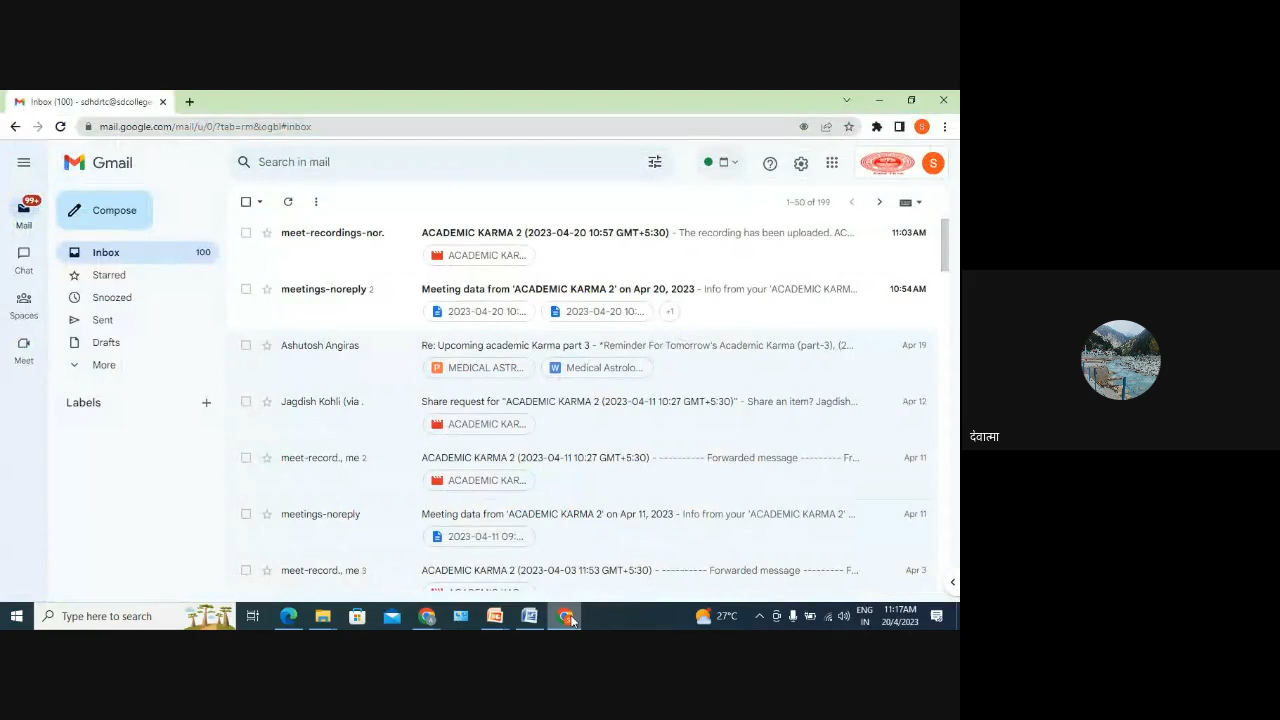 Inbox (100) - sdhdrtc@sdcollege
mail.google.com/mail/u/0/?tab=rm&ogbl#inbox
S
Gmail
Search in mail
S
99+
Mail
Compose
1–50 of 199
Chat
Inbox 100
meet-recordings-nor. ACADEMIC KARMA 2 (2023-04-20 10:57 GMT+5:30) - The recording has been uploaded. AC... 11:03 AM
ACADEMIC KAR...
Starred
Snoozed
Spaces
meetings-noreply 2 Meeting data from 'ACADEMIC KARMA 2' on Apr 20, 2023 - Info from your 'ACADEMIC KARM... 10:54 AM
2023-04-20 10:... 2023-04-20 10:... +1
Sent
Drafts
Meet
Ashutosh Angiras Re: Upcoming academic Karma part 3 - *Reminder For Tomorrow's Academic Karma (part-3), (2... Apr 19
MEDICAL ASTR... Medical Astrolo...
More
Labels
Jagdish Kohli (via . Share request for "ACADEMIC KARMA 2 (2023-04-11 10:27 GMT+5:30)" - Share an item? Jagdish... Apr 12
ACADEMIC KAR...
meet-record., me 2 ACADEMIC KARMA 2 (2023-04-11 10:27 GMT+5:30) - ---------- Forwarded message --------- Fr... Apr 11
ACADEMIC KAR...
meetings-noreply Meeting data from 'ACADEMIC KARMA 2' on Apr 11, 2023 - Info from your 'ACADEMIC KARMA 2' ... Apr 11
2023-04-11 09:...
meet-record., me 3 ACADEMIC KARMA 2 (2023-04-03 11:53 GMT+5:30) - ---------- Forwarded message --------- F... Apr 3
Type here to search
27°C
ENG
IN
11:17 AM
20/4/2023
देवात्मा